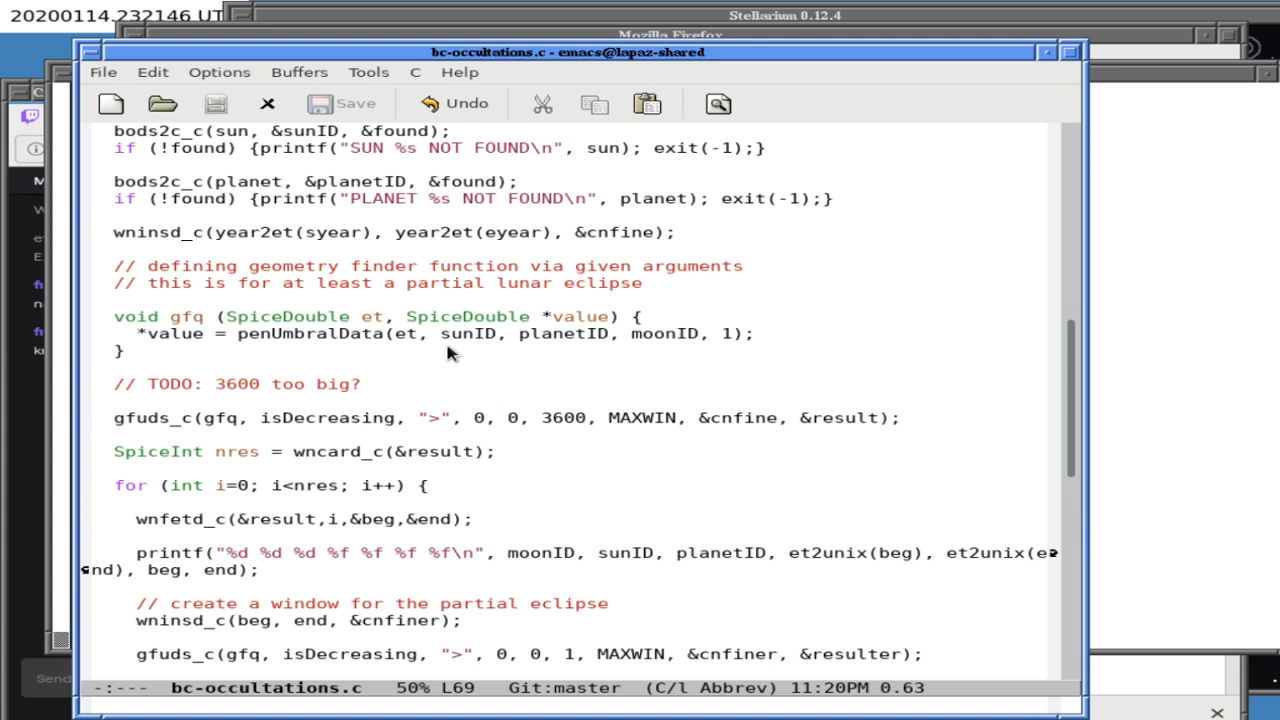 20200114.232146 UT
Stellarium 0.12.4
Mozilla Firefox
bc-occultations.c - emacs@lapaz-shared
File Edit Options Buffers Tools C Help
Save Undo
bods2c_c(sun, &sunID, &found);
if (!found) {printf("SUN %s NOT FOUND\n", sun); exit(-1);}
bods2c_c(planet, &planetID, &found);
if (!found) {printf("PLANET %s NOT FOUND\n", planet); exit(-1);}
wninsd_c(year2et(syear), year2et(eyear), &cnfine);
// defining geometry finder function via given arguments
// this is for at least a partial lunar eclipse
void gfq (SpiceDouble et, SpiceDouble *value) {
*value = penUmbralData(et, sunID, planetID, moonID, 1);
}
// TODO: 3600 too big?
gfuds_c(gfq, isDecreasing, ">", 0, 0, 3600, MAXWIN, &cnfine, &result);
SpiceInt nres = wncard_c(&result);
for (int i=0; i<nres; i++) {
wnfetd_c(&result,i,&beg,&end);
printf("%d %d %d %f %f %f %f\n", moonID, sunID, planetID, et2unix(beg), et2unix(e
nd), beg, end);
// create a window for the partial eclipse
wninsd_c(beg, end, &cnfiner);
gfuds_c(gfq, isDecreasing, ">", 0, 0, 1, MAXWIN, &cnfiner, &resulter);
Send
-:--- bc-occultations.c 50% L69 Git:master (C/l Abbrev) 11:20PM 0.63